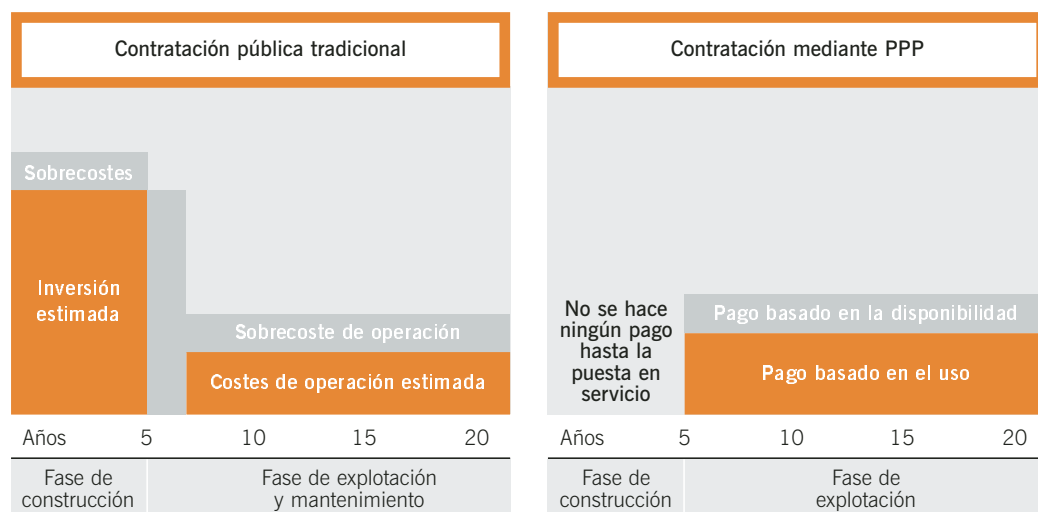 Contratación pública tradicional
Sobrecostes
Inversión
estimada
Sobrecoste de operación
Costes de operación estimada
Años 5 10 15 20
Fase de
construcción
Fase de explotación
y mantenimiento
Contratación mediante PPP
No se hace
ningún pago
hasta la
puesta en
servicio
Pago basado en la disponibilidad
Pago basado en el uso
Años 5 10 15 20
Fase de
construcción
Fase de
explotación